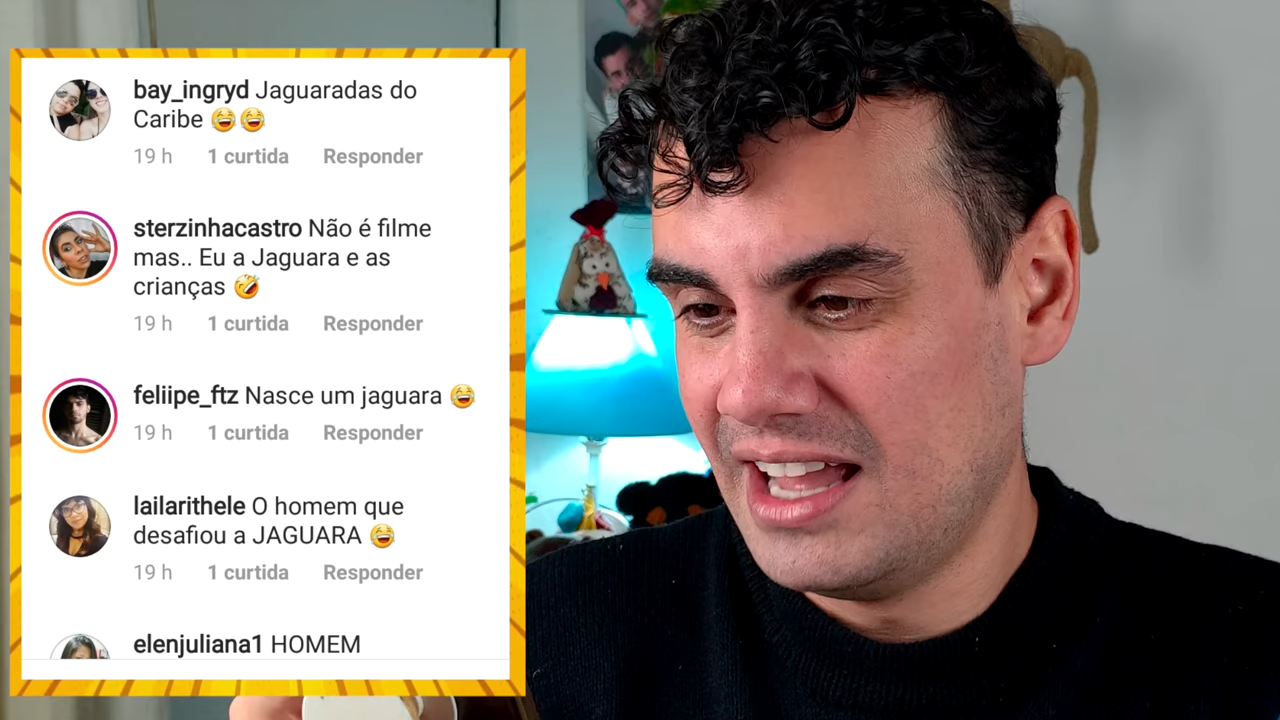 bay_ingryd Jaguaradas do
Caribe 😂😂
19 h 1 curtida Responder
sterzinhacastro Não é filme
mas.. Eu a Jaguara e as
crianças 🤣
19 h 1 curtida Responder
feliipe_ftz Nasce um jaguara 😂
19 h 1 curtida Responder
lailarithele O homem que
desafiou a JAGUARA 😂
19 h 1 curtida Responder
elenjuliana1 HOMEM